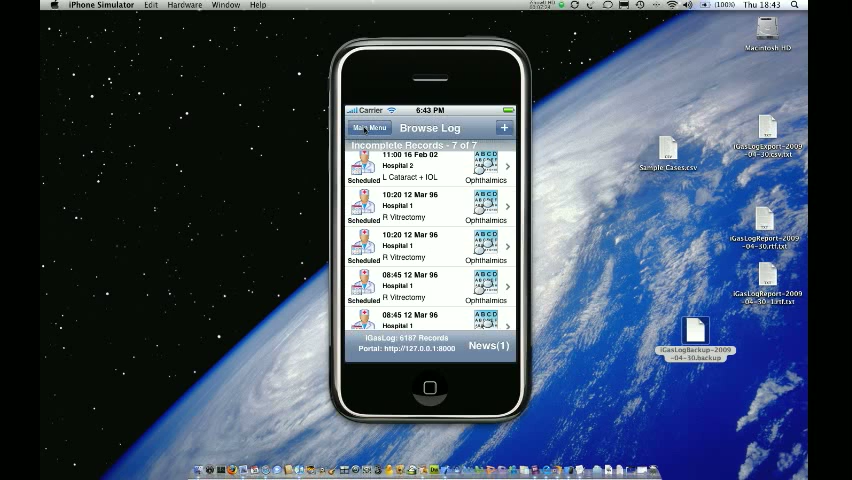 iPhone Simulator Edit Hardware Window Help
(100%) Thu 18:43
Macintosh HD
Carrier 6:43 PM
Main Menu Browse Log +
Incomplete Records - 7 of 7
11:00 16 Feb 02
Hospital 2
L Cataract + IOL
Scheduled Ophthalmics
10:20 12 Mar 96
Hospital 1
R Vitrectomy
Scheduled Ophthalmics
10:20 12 Mar 96
Hospital 1
R Vitrectomy
Scheduled Ophthalmics
08:45 12 Mar 96
Hospital 1
R Vitrectomy
Scheduled Ophthalmics
08:45 12 Mar 96
Hospital 1
iGasLog: 6187 Records
Portal: http://127.0.0.1:8000
News(1)
Sample Cases.csv
iGasLogExport-2009
-04-30.csv.txt
iGasLogReport-2009
-04-30.rtf.txt
iGasLogReport-2009
-04-30-1.rtf.txt
iGasLogBackup-2009
-04-30.backup